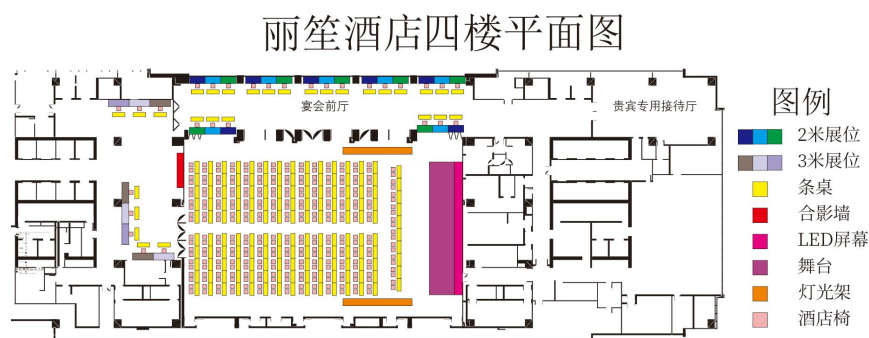 丽笙酒店四楼平面图
宴会前厅
贵宾专用接待厅
图例
2米展位
3米展位
条桌
合影墙
LED屏幕
舞台
灯光架
酒店椅